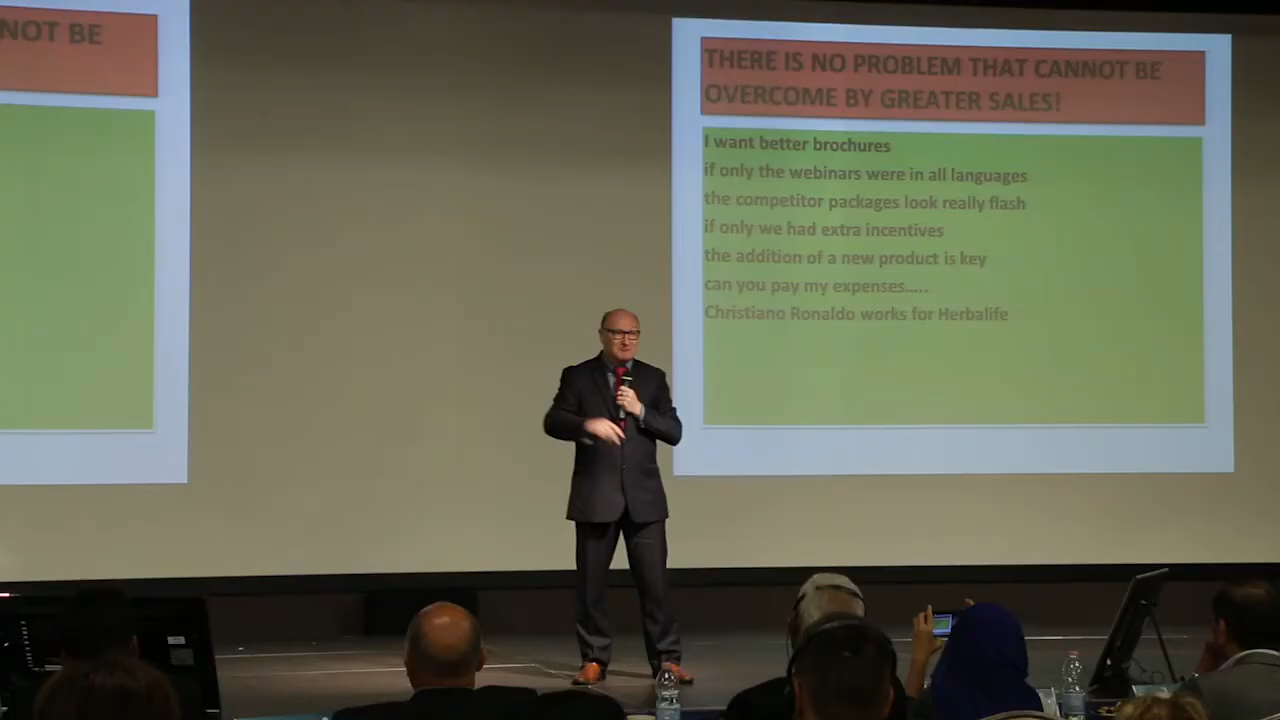 NOT BE
THERE IS NO PROBLEM THAT CANNOT BE
OVERCOME BY GREATER SALES!
I want better brochures
if only the webinars were in all languages
the competitor packages look really flash
if only we had extra incentives
the addition of a new product is key
can you pay my expenses.....
Christiano Ronaldo works for Herbalife